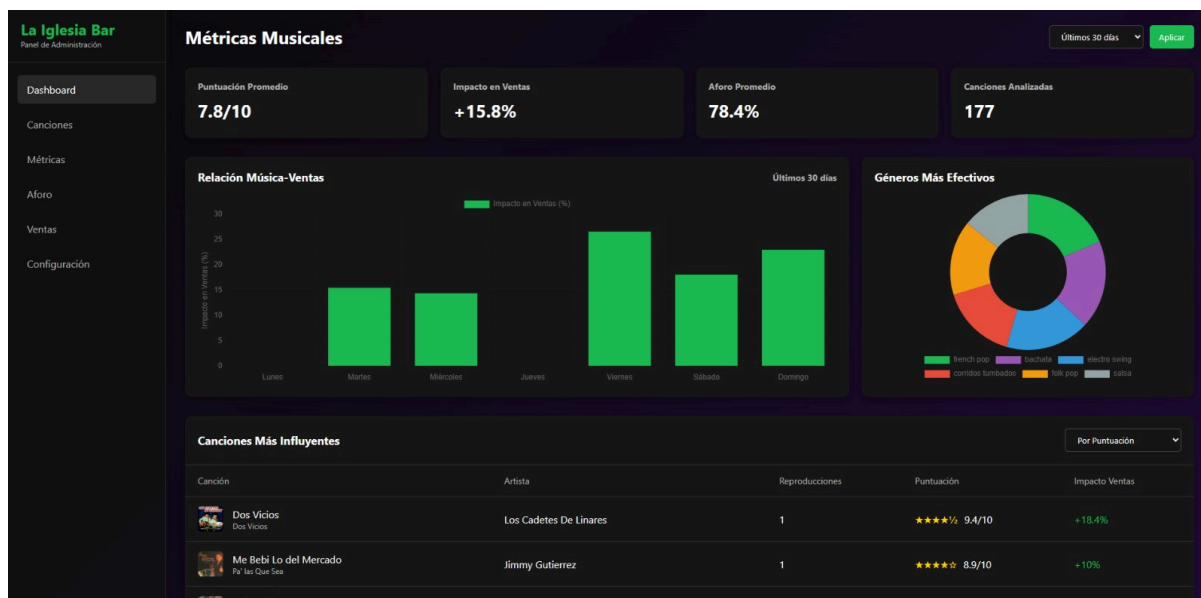 La Iglesia Bar
Panel de Administración
Dashboard
Canciones
Métricas
Aforo
Ventas
Configuración
Métricas Musicales
Últimos 30 días
Aplicar
Puntuación Promedio
7.8/10
Impacto en Ventas
+15.8%
Aforo Promedio
78.4%
Canciones Analizadas
177
Relación Música-Ventas
Últimos 30 días
Impacto en Ventas (%)
Impacto en Ventas (%)
30
25
20
15
10
5
0
Lunes Martes Miércoles Jueves Viernes Sábado Domingo
Géneros Más Efectivos
french pop bachata electro swing
corridos tumbados folk pop salsa
Canciones Más Influyentes
Por Puntuación
Canción Artista Reproducciones Puntuación Impacto Ventas
Dos Vicios
Dos Vicios
Los Cadetes De Linares 1 ★★★★½ 9.4/10 +18.4%
Me Bebi Lo del Mercado
Pa' las Que Sea
Jimmy Gutierrez 1 ★★★★☆ 8.9/10 +10%